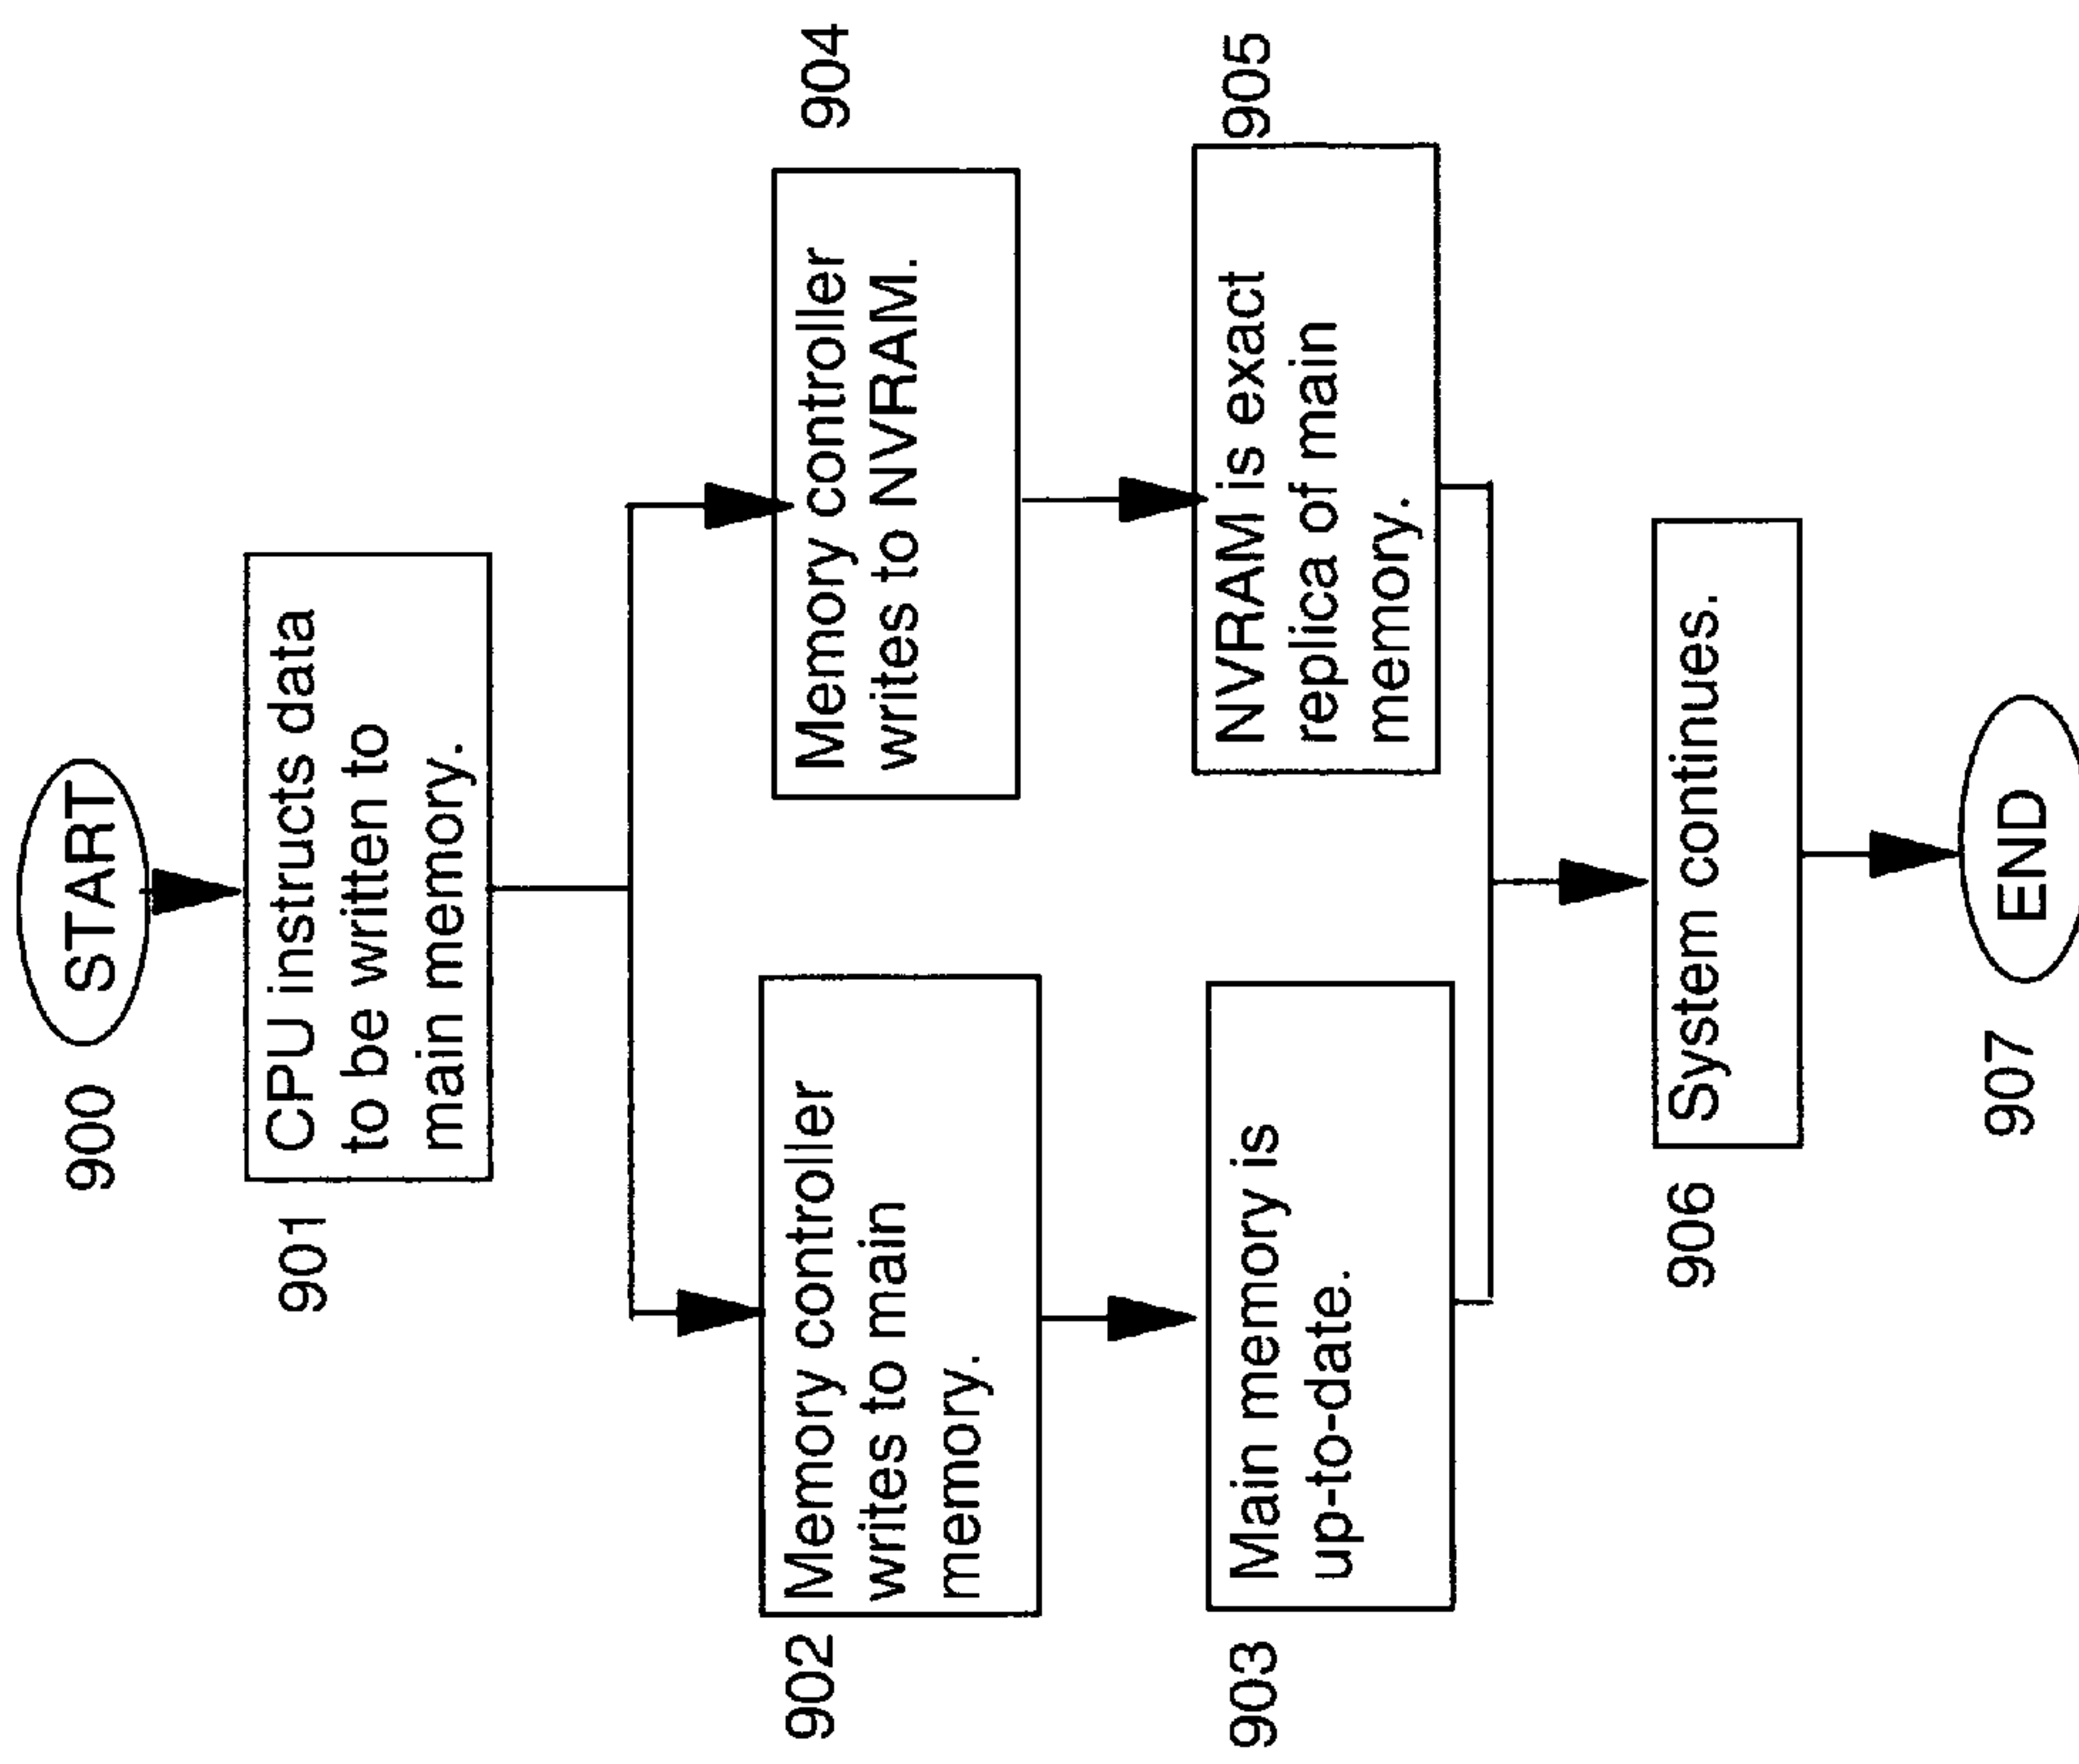 900 START
901 CPU instructs data
to be written to
main memory.
902 Memory controller
writes to main
memory.
904
Memory controller
writes to NVRAM.
903 Main memory is
up-to-date.
905
NVRAM is exact
replica of main
memory.
906 System continues.
907 END